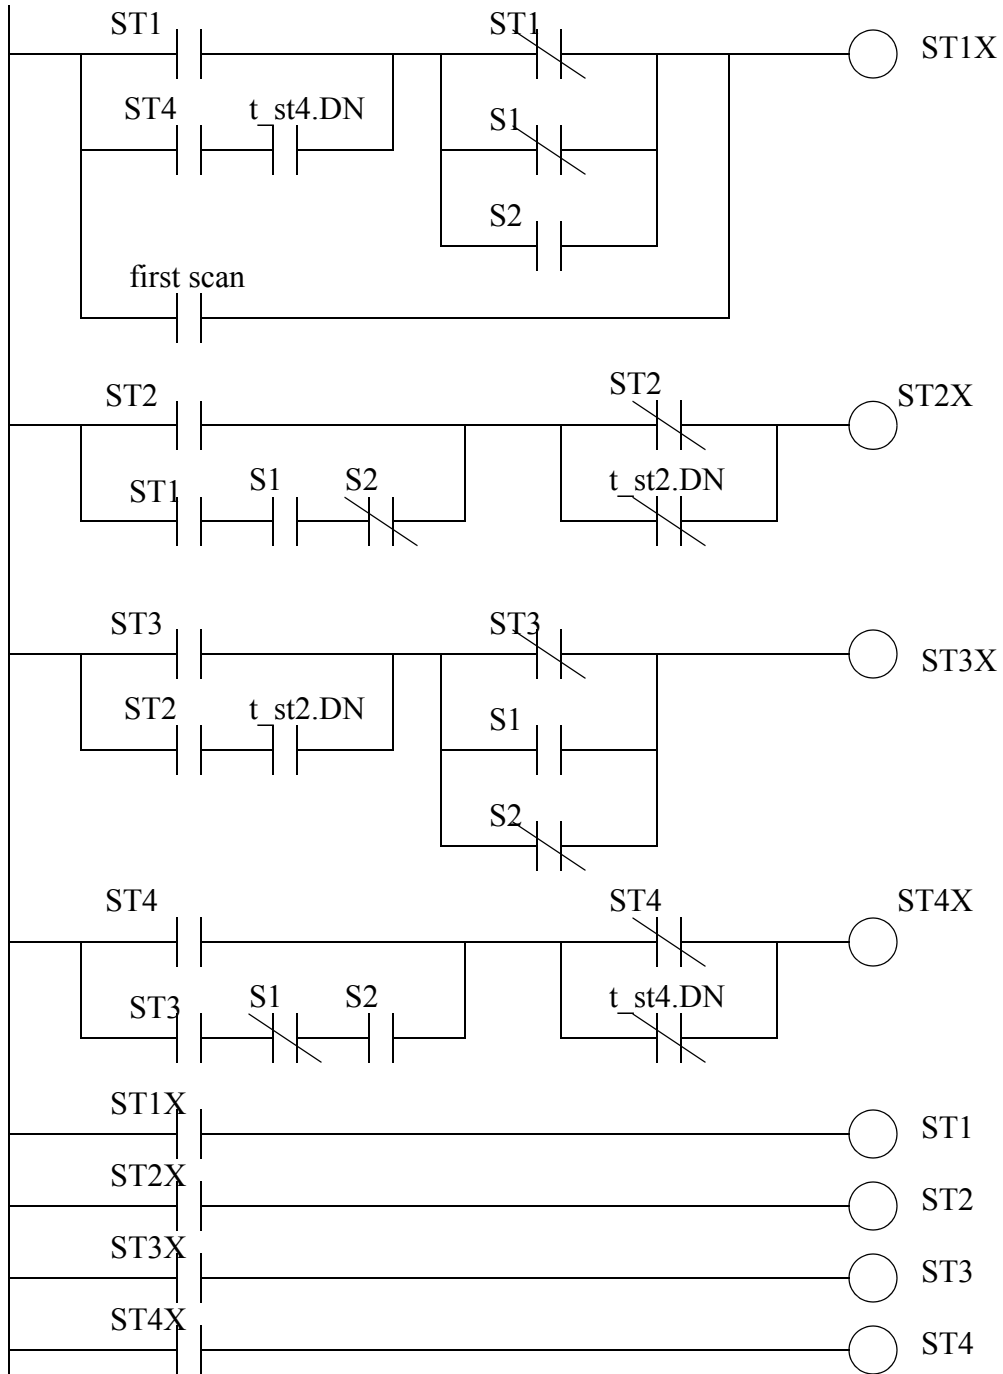 ST1 ST1 ST1X
ST4 t_st4.DN S1
S2
first scan
ST2 ST2 ST2X
ST1 S1 S2 t_st2.DN
ST3 ST3 ST3X
ST2 t_st2.DN S1
S2
ST4 ST4 ST4X
ST3 S1 S2 t_st4.DN
ST1X ST1
ST2X ST2
ST3X ST3
ST4X ST4